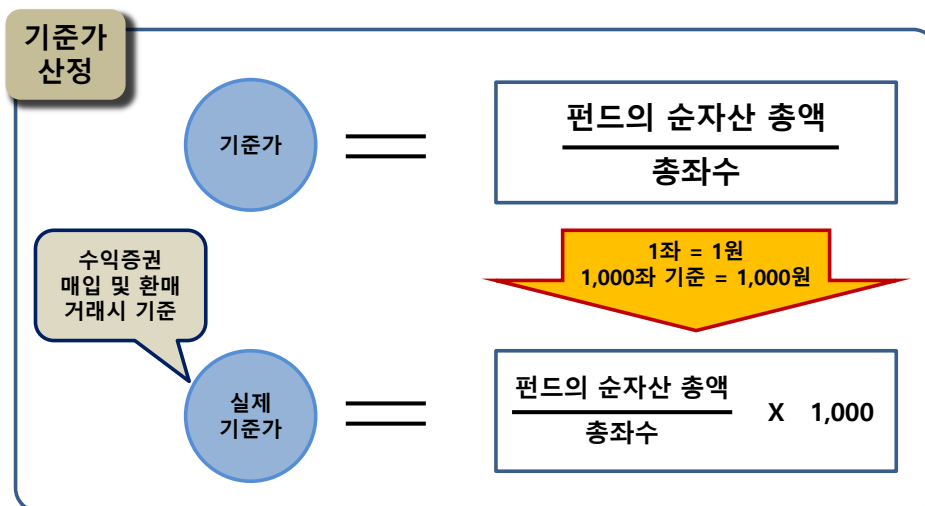 기준가
산정
기준가
펀드의 순자산 총액
총좌수
수익증권
매입 및 환매
거래시 기준
1좌 = 1원
1,000좌 기준 = 1,000원
실제
기준가
펀드의 순자산 총액
총좌수
X 1,000